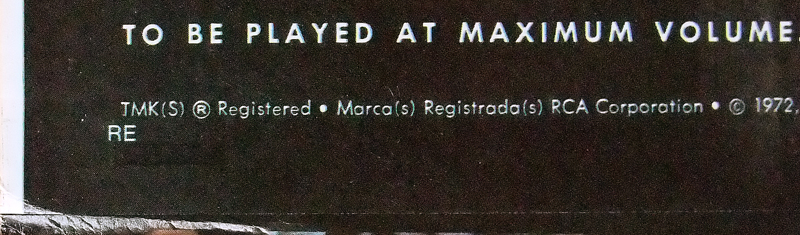 TO BE PLAYED AT MAXIMUM VOLUME.
TMK(S) ® Registered • Marca(s) Registrada(s) RCA Corporation • © 1972,
RE